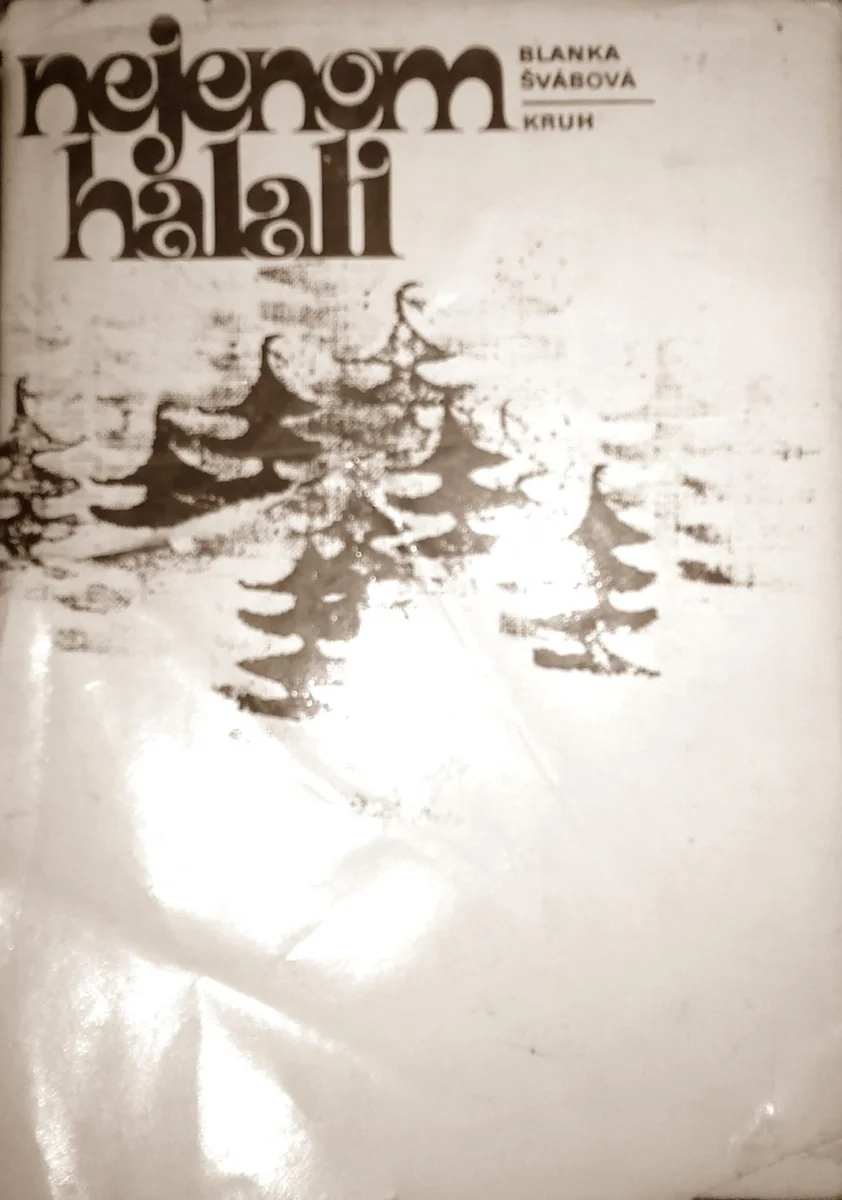 nejenom
halali
BLANKA
ŠVÁBOVÁ
KRUH